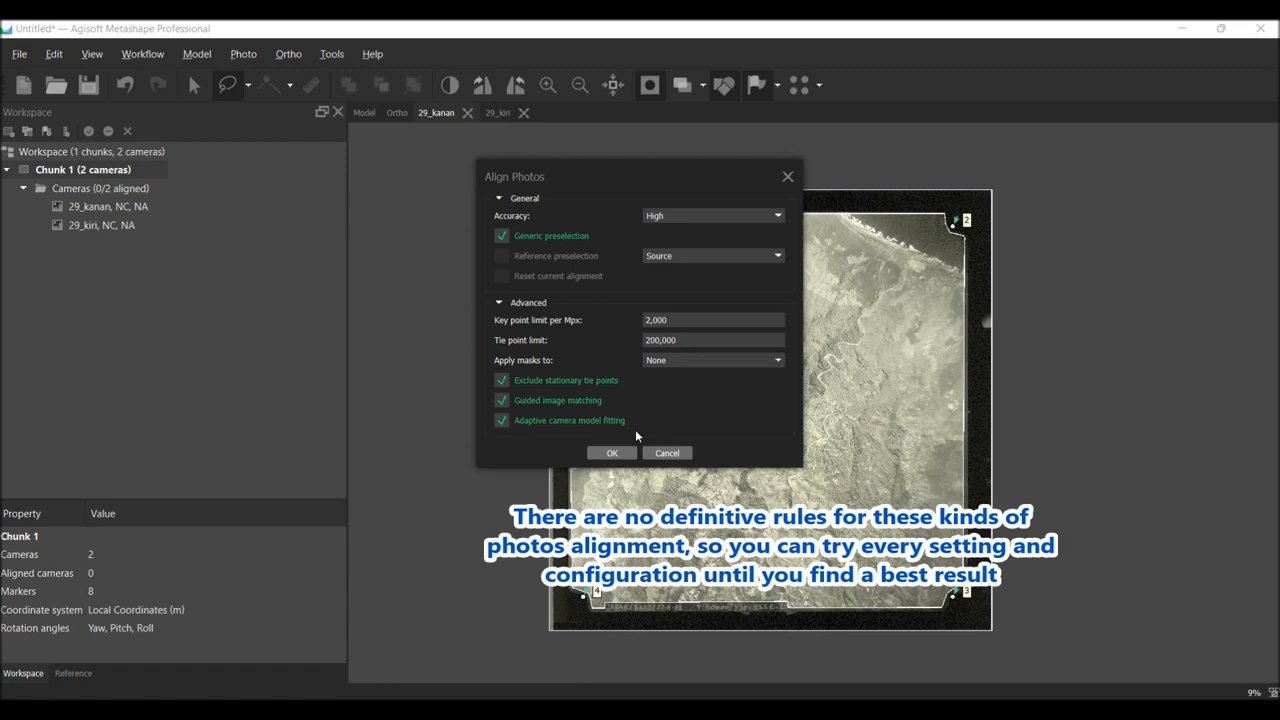 Untitled* — Agisoft Metashape Professional
File Edit View Workflow Model Photo Ortho Tools Help
Workspace
Model Ortho 29_kanan 29_kiri
Workspace (1 chunks, 2 cameras)
Chunk 1 (2 cameras)
Cameras (0/2 aligned)
29_kanan, NC, NA
29_kiri, NC, NA
Align Photos
General
Accuracy: High
Generic preselection
Reference preselection Source
Reset current alignment
Advanced
Key point limit per Mpx: 2,000
Tie point limit: 200,000
Apply masks to: None
Exclude stationary tie points
Guided image matching
Adaptive camera model fitting
OK Cancel
2
There are no definitive rules for these kinds of
photos alignment, so you can try every setting and
configuration until you find a best result
4
3
Property Value
Chunk 1
Cameras 2
Aligned cameras 0
Markers 8
Coordinate system Local Coordinates (m)
Rotation angles Yaw, Pitch, Roll
Workspace Reference
9%